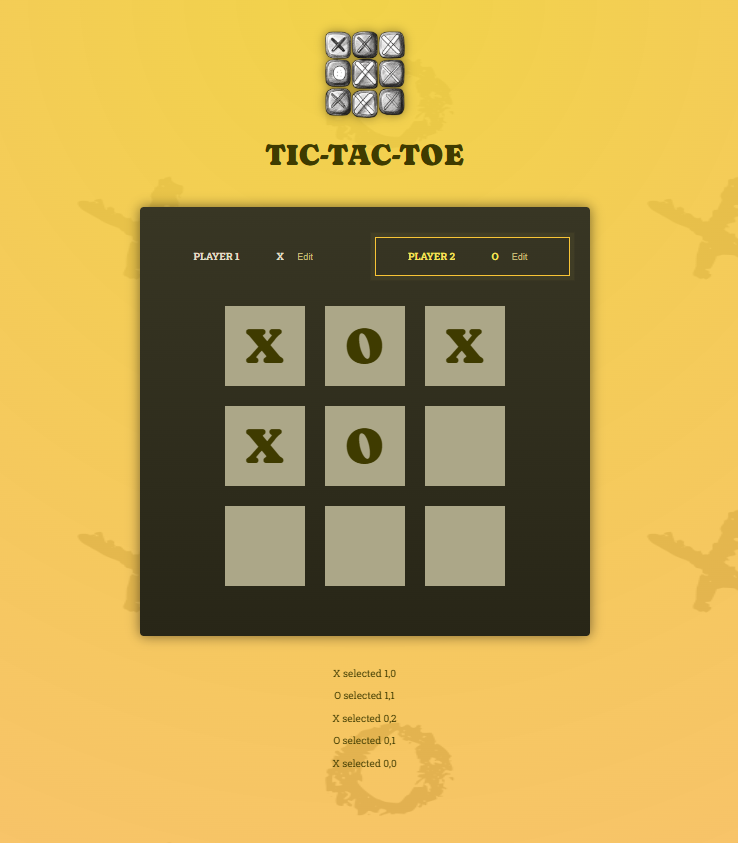 TIC-TAC-TOE
PLAYER 1 X Edit PLAYER 2 O Edit
X O X
X O
X selected 1,0
O selected 1,1
X selected 0,2
O selected 0,1
X selected 0,0